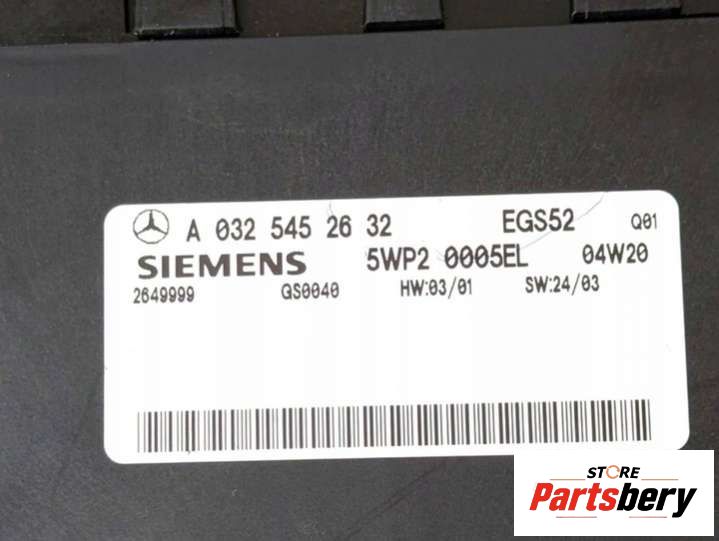 A 032 545 26 32 EGS52 Q01
SIEMENS 5WP2 0005EL 04W20
2649999 GS0040 HW:03/01 SW:24/03
STORE
Partsbery